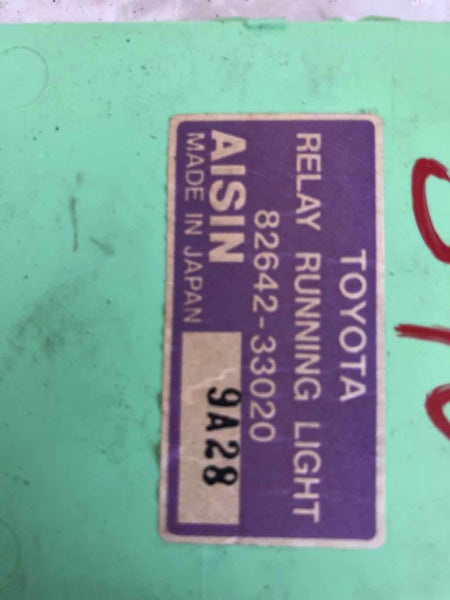 TOYOTA
RELAY RUNNING LIGHT
82642-33020
AISIN
MADE IN JAPAN
9A28